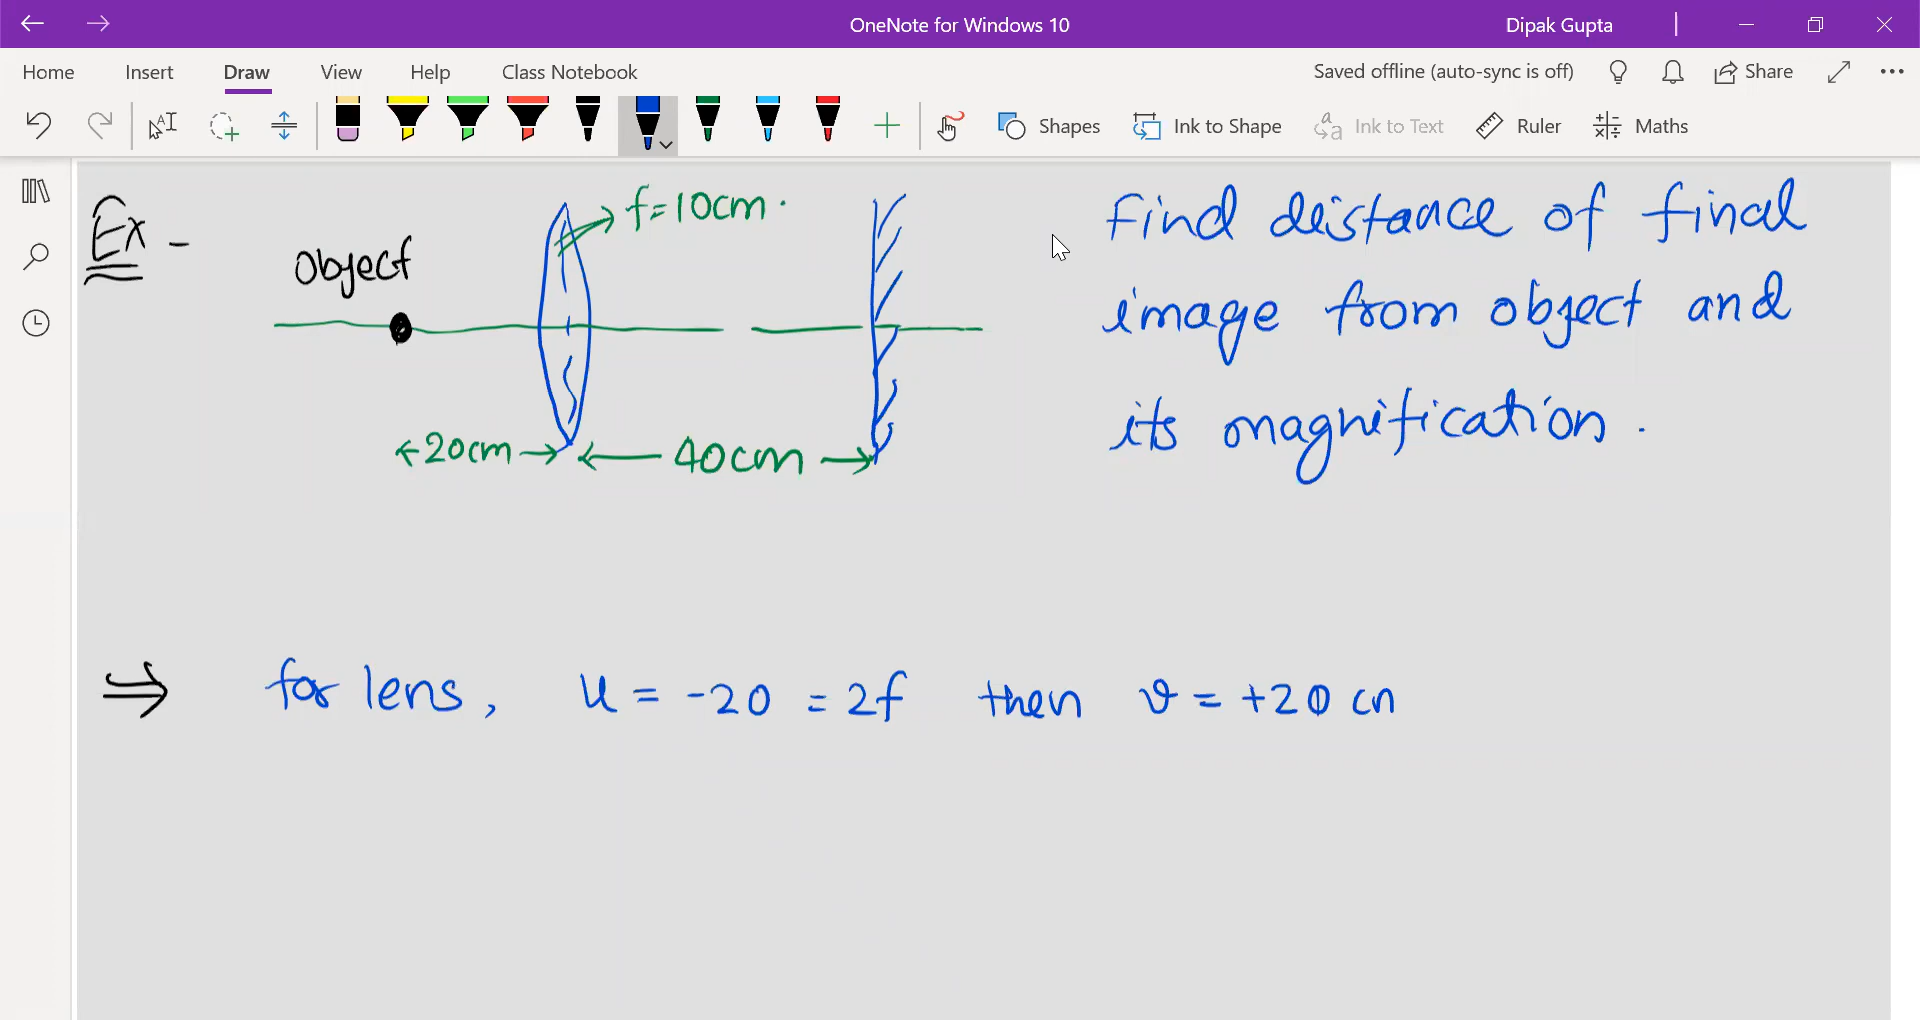 OneNote for Windows 10
Dipak Gupta
Home Insert Draw View Help Class Notebook
Saved offline (auto-sync is off) Share
Shapes Ink to Shape Ink to Text Ruler Maths
Ex -
object
f=10cm.
20cm
40cm
Find distance of final
image from object and
its magnification.
⇒ for lens, u = -20 = 2f then v = +20 cm